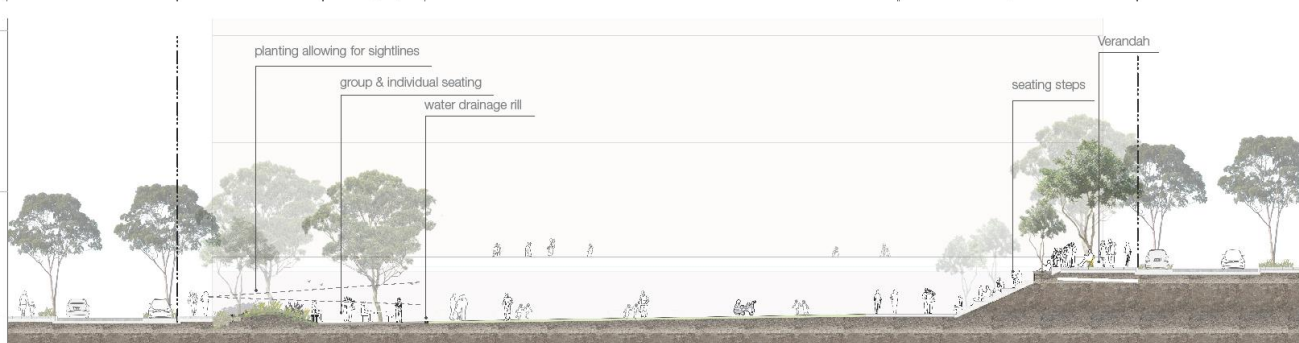 planting allowing for sightlines
group & individual seating
water drainage rill
Verandah
seating steps